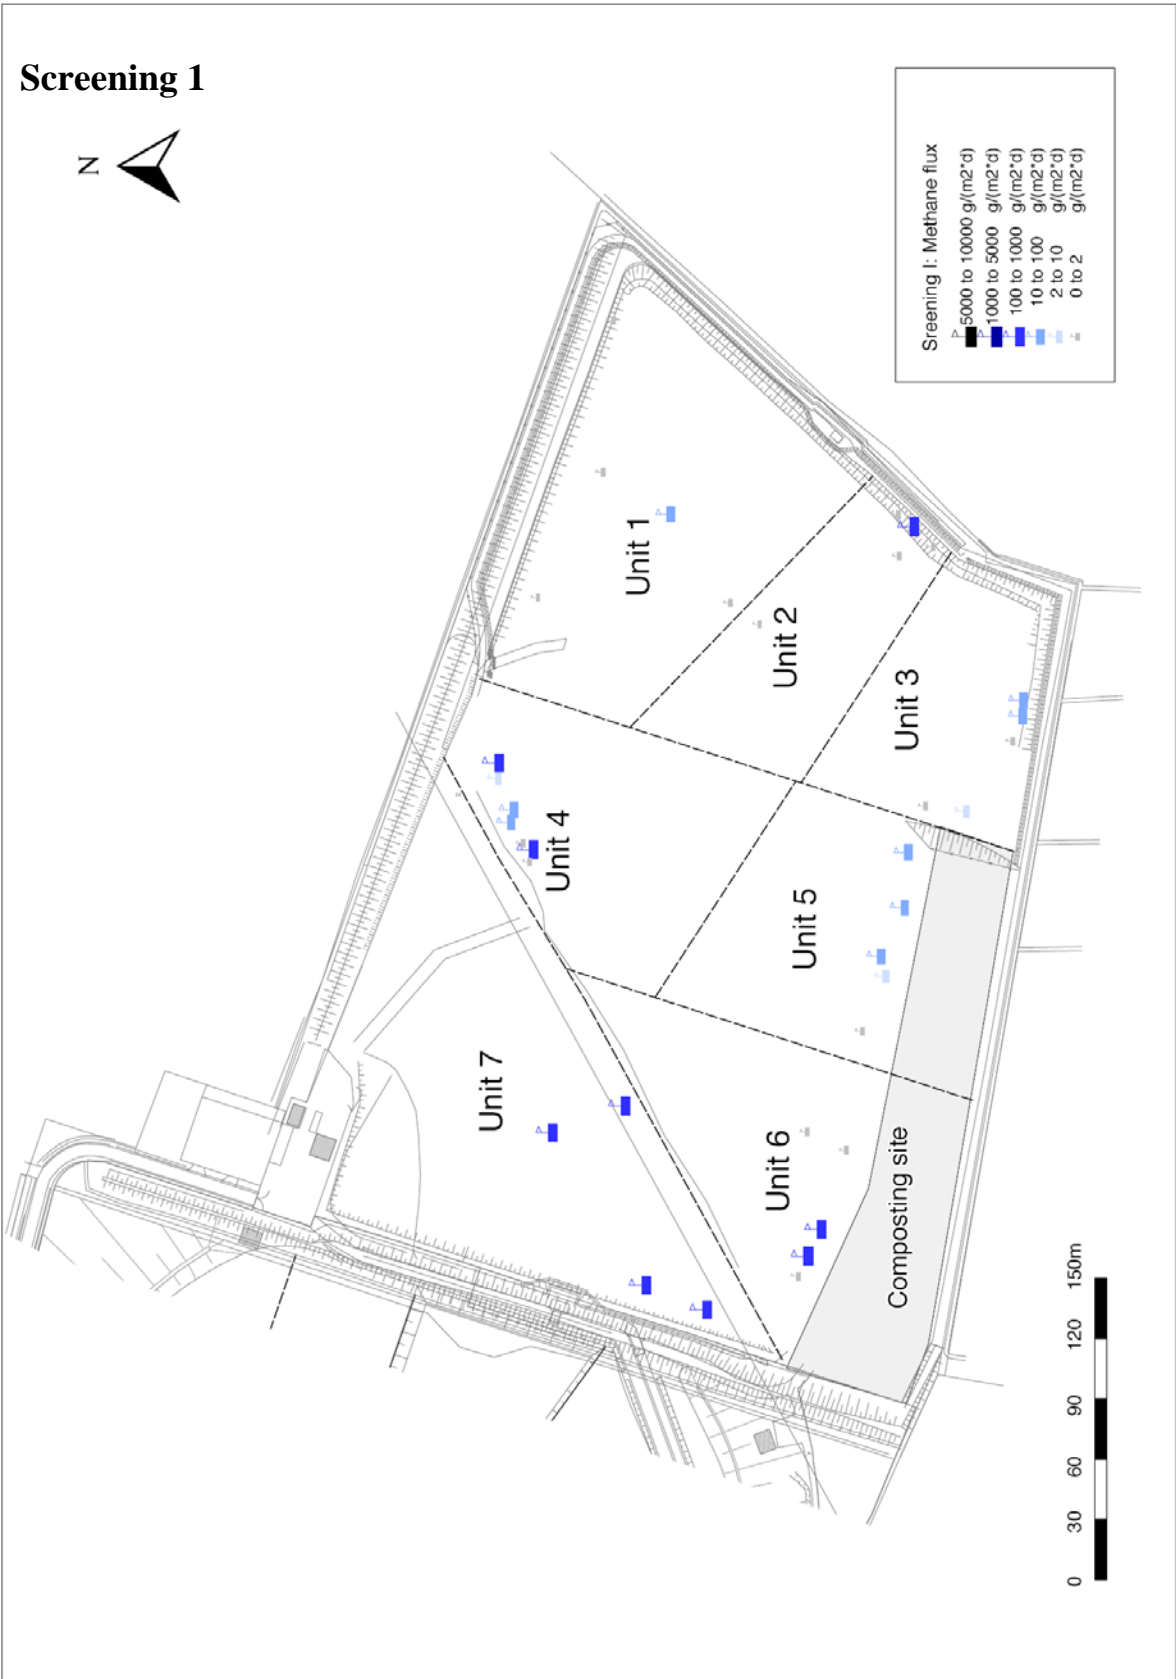 Screening 1
N
Sreening I: Methane flux
5000 to 10000 g/(m2*d)
1000 to 5000 g/(m2*d)
100 to 1000 g/(m2*d)
10 to 100 g/(m2*d)
2 to 10 g/(m2*d)
0 to 2 g/(m2*d)
Unit 1
Unit 2
Unit 3
Unit 4
Unit 5
Unit 7
Unit 6
Composting site
0 30 60 90 120 150m